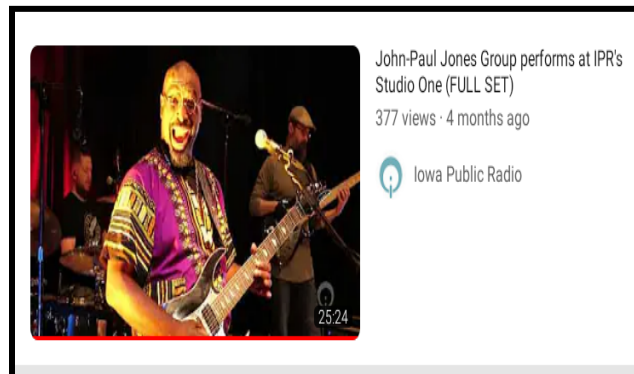 John-Paul Jones Group performs at IPR's
Studio One (FULL SET)
377 views · 4 months ago
Iowa Public Radio
25:24